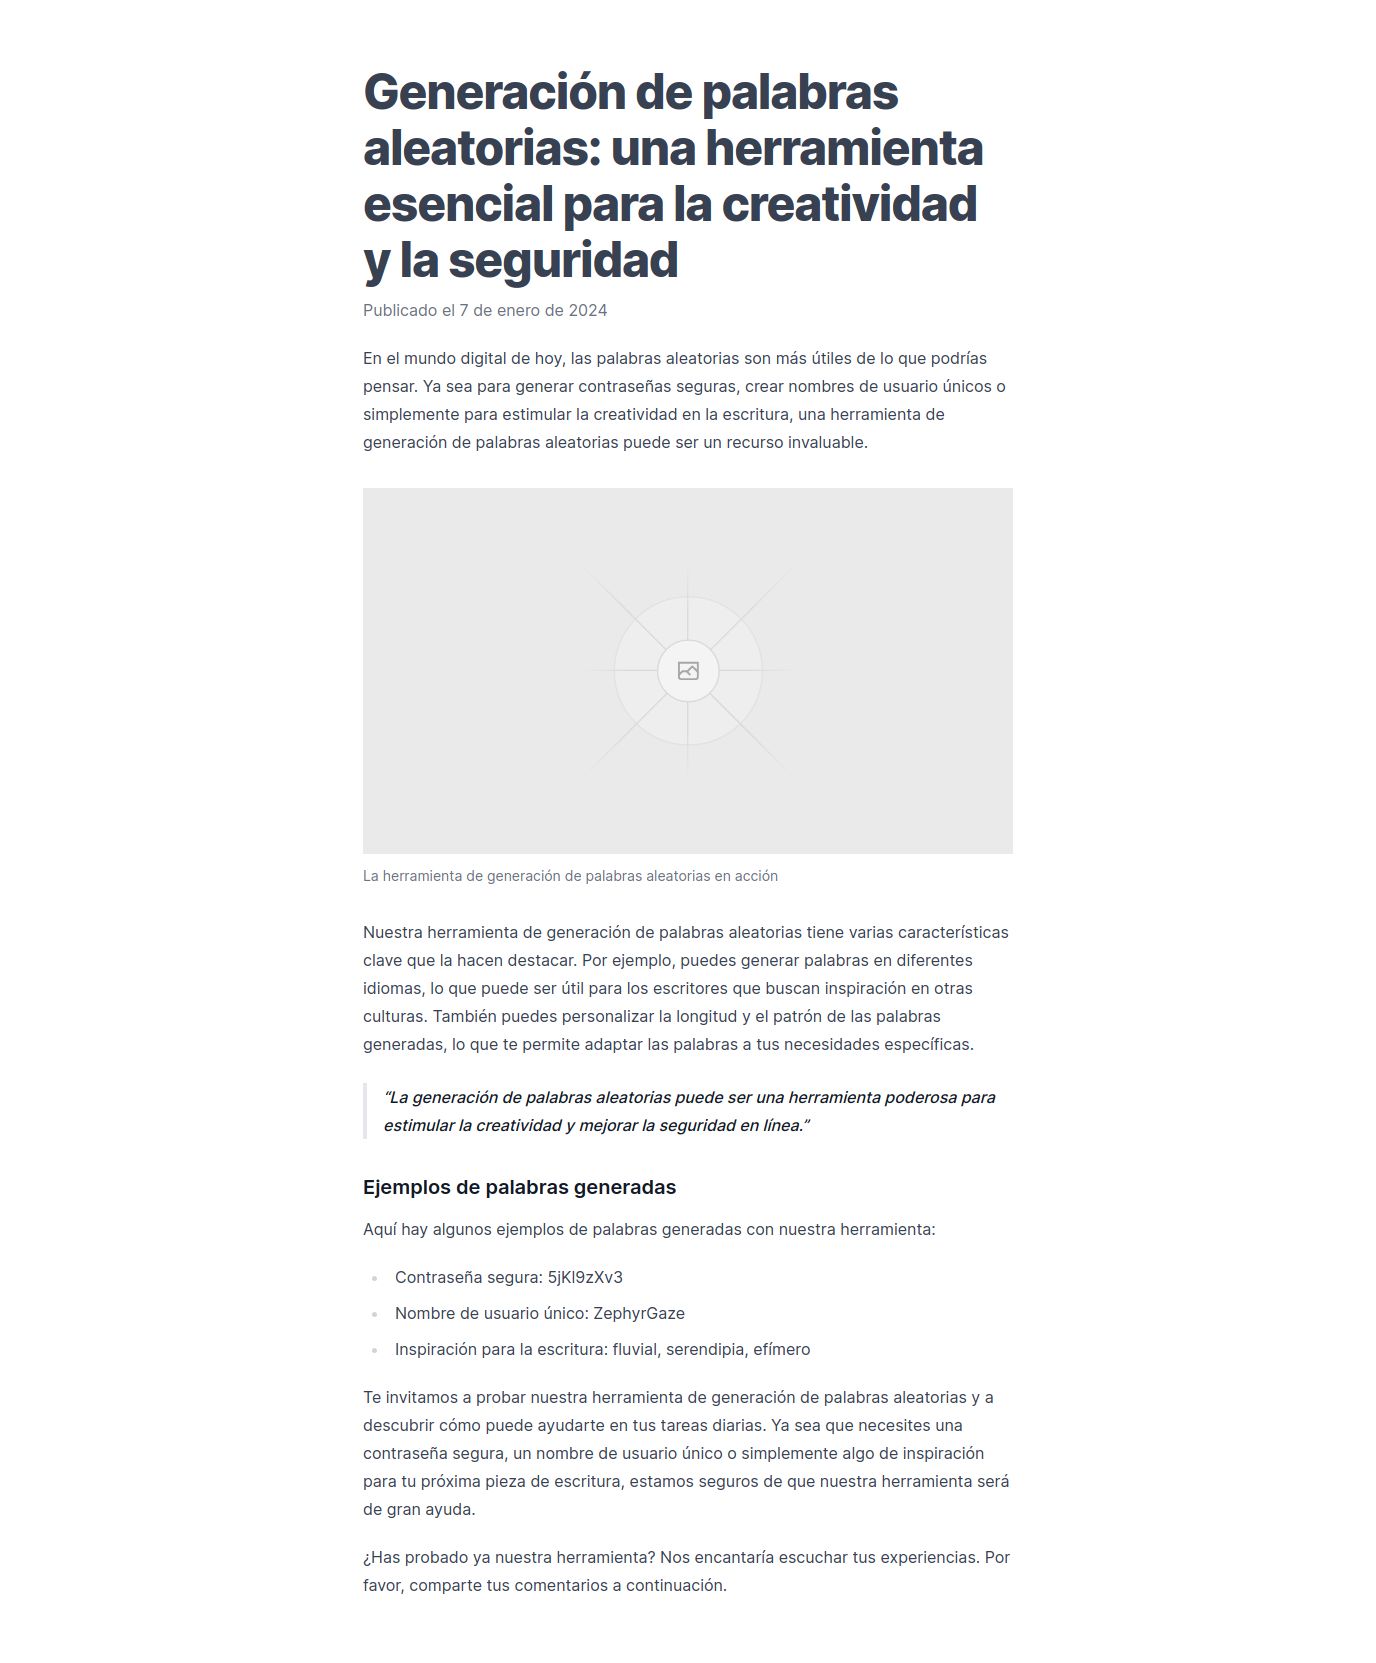 Generación de palabras
aleatorias: una herramienta
esencial para la creatividad
y la seguridad
Publicado el 7 de enero de 2024
En el mundo digital de hoy, las palabras aleatorias son más útiles de lo que podrías
pensar. Ya sea para generar contraseñas seguras, crear nombres de usuario únicos o
simplemente para estimular la creatividad en la escritura, una herramienta de
generación de palabras aleatorias puede ser un recurso invaluable.
La herramienta de generación de palabras aleatorias en acción
Nuestra herramienta de generación de palabras aleatorias tiene varias características
clave que la hacen destacar. Por ejemplo, puedes generar palabras en diferentes
idiomas, lo que puede ser útil para los escritores que buscan inspiración en otras
culturas. También puedes personalizar la longitud y el patrón de las palabras
generadas, lo que te permite adaptar las palabras a tus necesidades específicas.
“La generación de palabras aleatorias puede ser una herramienta poderosa para
estimular la creatividad y mejorar la seguridad en línea.”
Ejemplos de palabras generadas
Aquí hay algunos ejemplos de palabras generadas con nuestra herramienta:
Contraseña segura: 5jKl9zXv3
Nombre de usuario único: ZephyrGaze
Inspiración para la escritura: fluvial, serendipia, efímero
Te invitamos a probar nuestra herramienta de generación de palabras aleatorias y a
descubrir cómo puede ayudarte en tus tareas diarias. Ya sea que necesites una
contraseña segura, un nombre de usuario único o simplemente algo de inspiración
para tu próxima pieza de escritura, estamos seguros de que nuestra herramienta será
de gran ayuda.
¿Has probado ya nuestra herramienta? Nos encantaría escuchar tus experiencias. Por
favor, comparte tus comentarios a continuación.